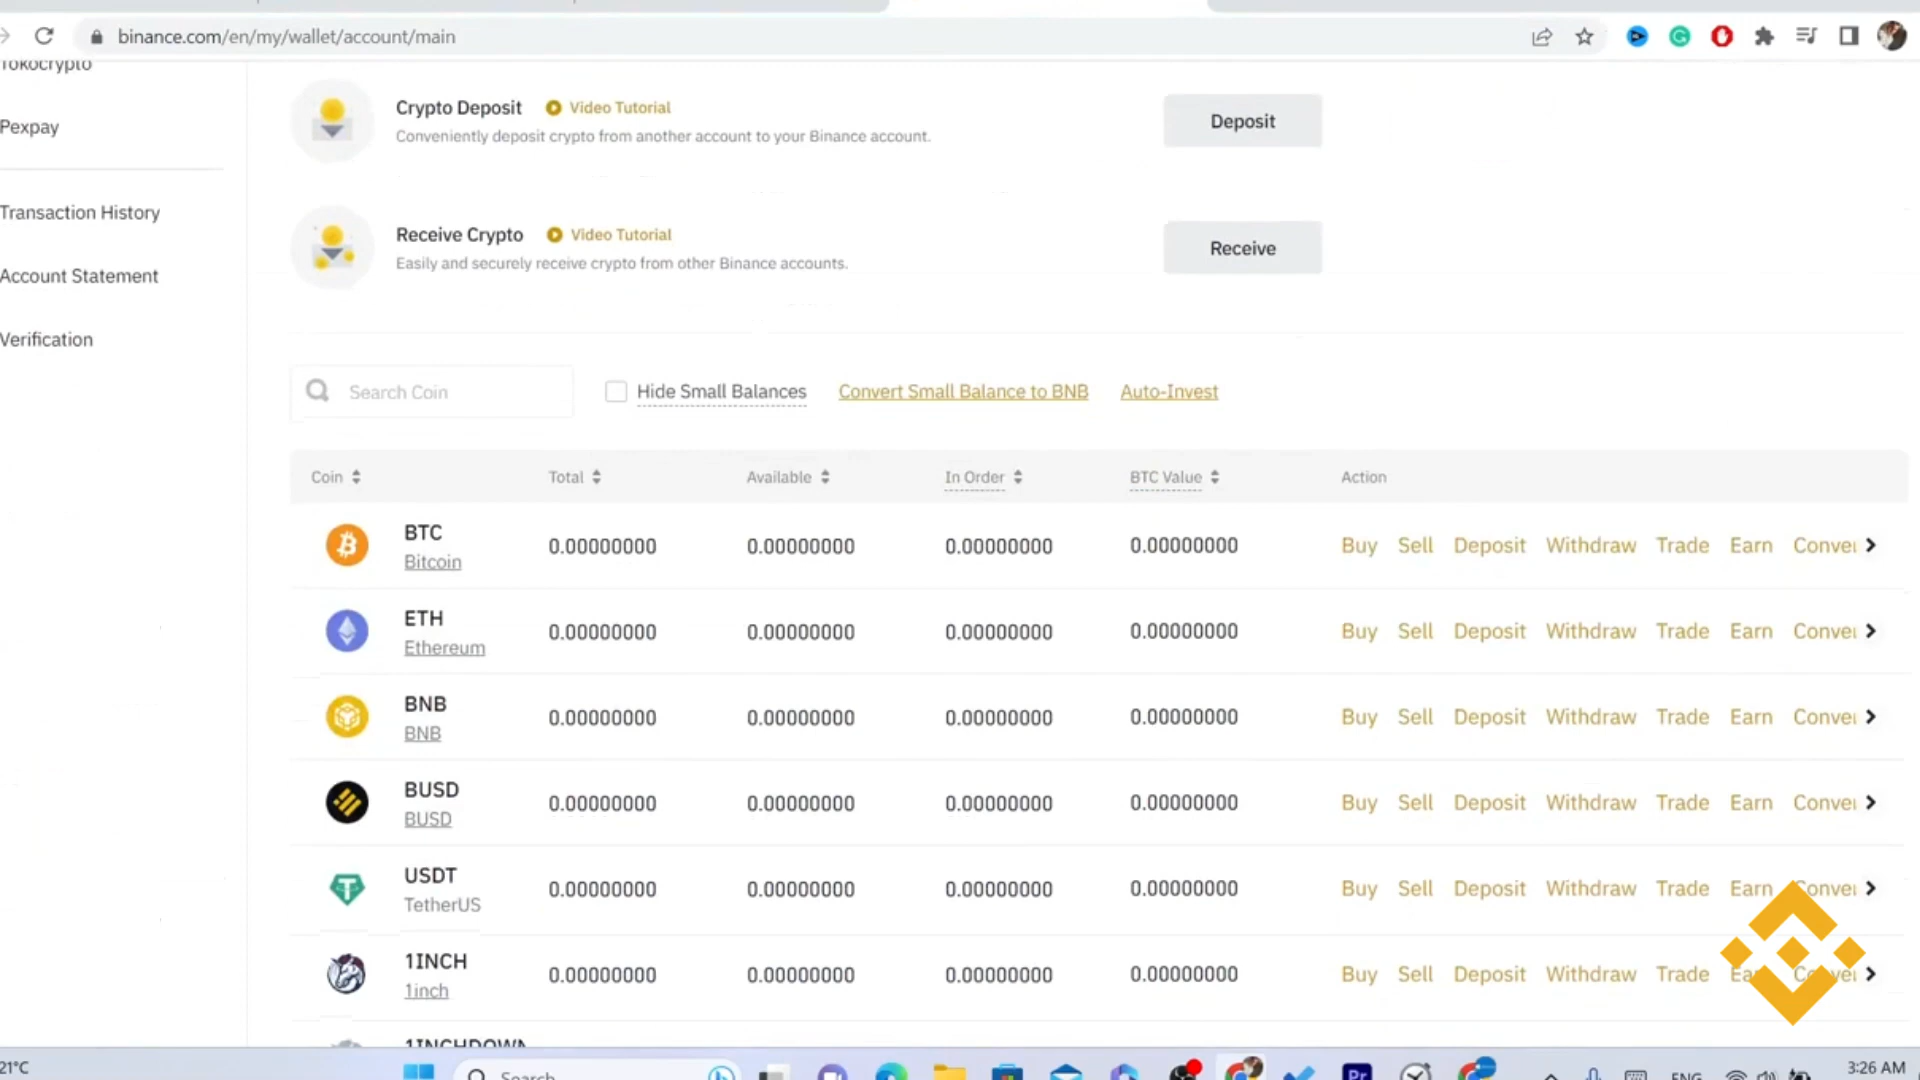 binance.com/en/my/wallet/account/main
Tokocrypto
Pexpay
Transaction History
Account Statement
Verification
Crypto Deposit Video Tutorial
Conveniently deposit crypto from another account to your Binance account.
Deposit
Receive Crypto Video Tutorial
Easily and securely receive crypto from other Binance accounts.
Receive
Search Coin Hide Small Balances Convert Small Balance to BNB Auto-Invest
Coin Total Available In Order BTC Value Action
BTC
Bitcoin
0.00000000 0.00000000 0.00000000 0.00000000 Buy Sell Deposit Withdraw Trade Earn
ETH
Ethereum
0.00000000 0.00000000 0.00000000 0.00000000 Buy Sell Deposit Withdraw Trade Earn
BNB
BNB
0.00000000 0.00000000 0.00000000 0.00000000 Buy Sell Deposit Withdraw Trade Earn
BUSD
BUSD
0.00000000 0.00000000 0.00000000 0.00000000 Buy Sell Deposit Withdraw Trade Earn
USDT
TetherUS
0.00000000 0.00000000 0.00000000 0.00000000 Buy Sell Deposit Withdraw Trade Earn
1INCH
1inch
0.00000000 0.00000000 0.00000000 0.00000000 Buy Sell Deposit Withdraw Trade
1INCHDOWN
21°C
Search
Pr
ENG
3:26 AM